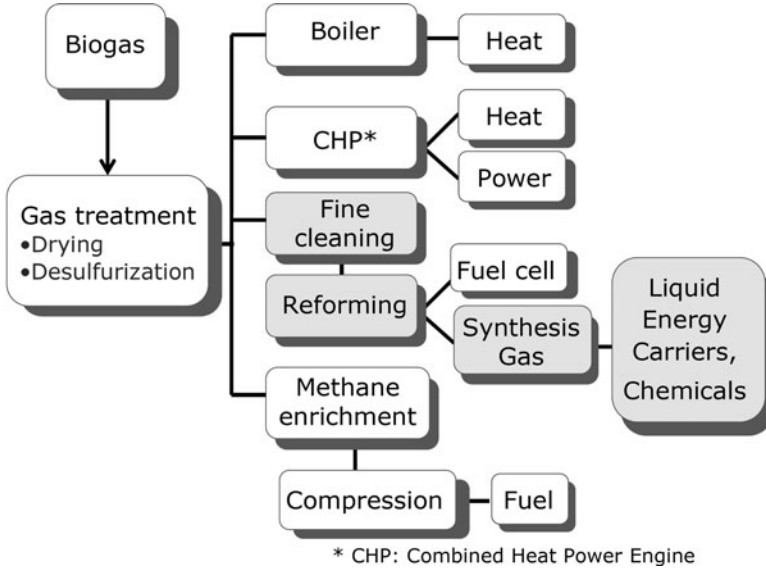 Biogas
Gas treatment
•Drying
•Desulfurization
Boiler
Heat
CHP*
Heat
Power
Fine
cleaning
Reforming
Fuel cell
Synthesis
Gas
Liquid
Energy
Carriers,
Chemicals
Methane
enrichment
Compression
Fuel
* CHP: Combined Heat Power Engine